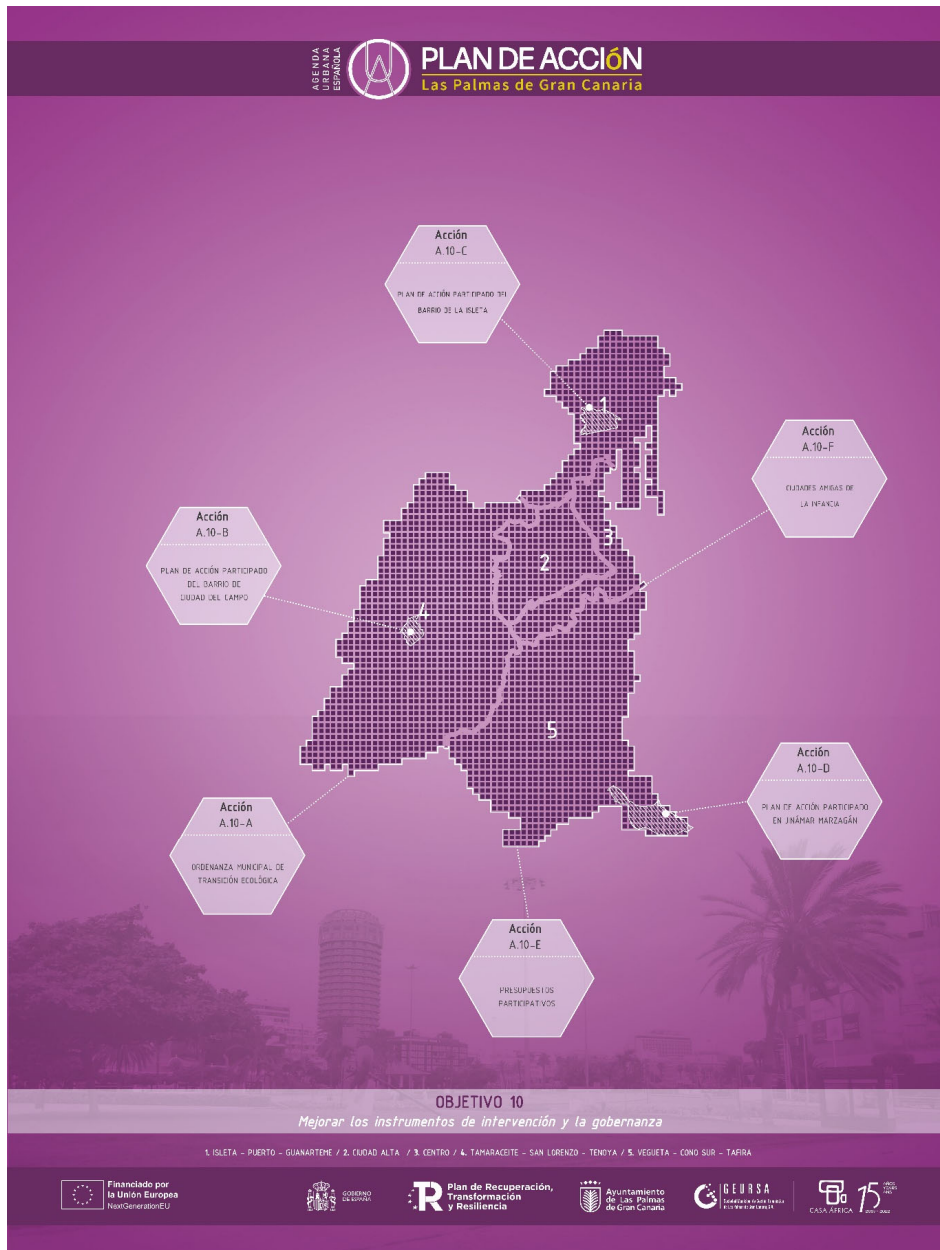 AGENDA
URBANA
ESPAÑOLA
PLAN DE ACCIóN
Las Palmas de Gran Canaria
Acción
A.10-C
PLAN DE ACCIÓN PARTICIPADO DEL
BARRIO DE LA ISLETA
1
Acción
A.10-F
CIUDADES AMIGAS DE
LA INFANCIA
Acción
A.10-B
PLAN DE ACCIÓN PARTICIPADO
DEL BARRIO DE
CIUDAD DEL CAMPO
3
2
4
5
Acción
A.10-D
PLAN DE ACCIÓN PARTICIPADO
EN JINÁMAR MARZAGÁN
Acción
A.10-A
ORDENANZA MUNICIPAL DE
TRANSICIÓN ECOLÓGICA
Acción
A.10-E
PRESUPUESTOS
PARTICIPATIVOS
OBJETIVO 10
Mejorar los instrumentos de intervención y la gobernanza
1. ISLETA - PUERTO - GUANARTEME / 2. CIUDAD ALTA / 3. CENTRO / 4. TAMARACEITE - SAN LORENZO - TENOYA / 5. VEGUETA - CONO SUR - TAFIRA
Financiado por
la Unión Europea
NextGenerationEU
GOBIERNO
DE ESPAÑA
Plan de Recuperación,
Transformación
y Resiliencia
Ayuntamiento
de Las Palmas
de Gran Canaria
GEURSA
CASA ÁFRICA
15